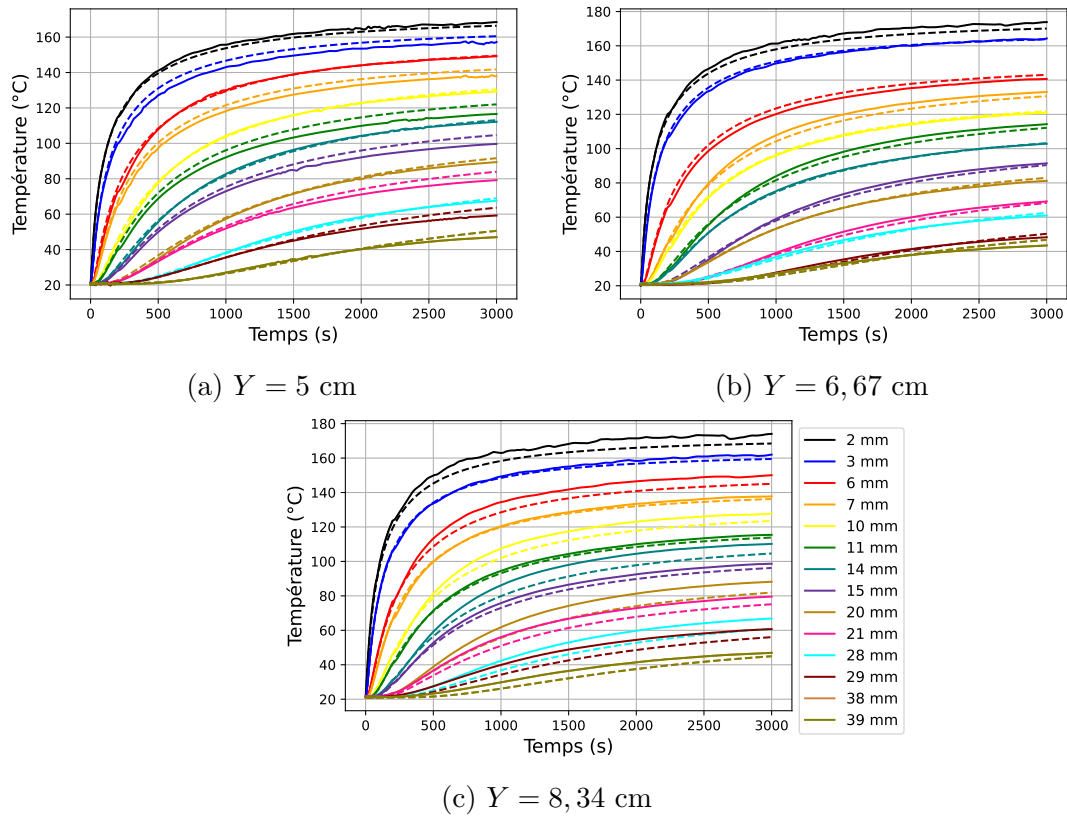 180
160
160
140
140
120
120
100
100
80
80
60
60
40
40
20
20
0 500 1000 1500 2000 2500 3000
0 500 1000 1500 2000 2500 3000
Température (°C)
Température (°C)
Temps (s)
Temps (s)
(a) Y = 5 cm
(b) Y = 6, 67 cm
180
160
140
120
100
80
60
40
20
0 500 1000 1500 2000 2500 3000
Température (°C)
Temps (s)
2 mm
3 mm
6 mm
7 mm
10 mm
11 mm
14 mm
15 mm
20 mm
21 mm
28 mm
29 mm
38 mm
39 mm
(c) Y = 8, 34 cm